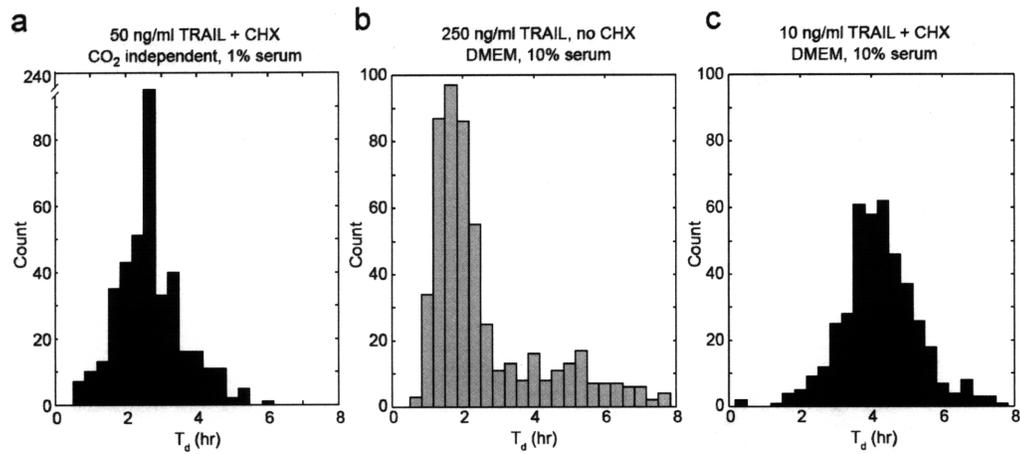 a
50 ng/ml TRAIL + CHX
CO2 independent, 1% serum
240
80
60
40
20
0
Count
0 2 4 6 8
Td (hr)
b
250 ng/ml TRAIL, no CHX
DMEM, 10% serum
100
80
60
40
20
0
Count
0 2 4 6 8
Td (hr)
c
10 ng/ml TRAIL + CHX
DMEM, 10% serum
100
80
60
40
20
0
Count
0 2 4 6 8
Td (hr)